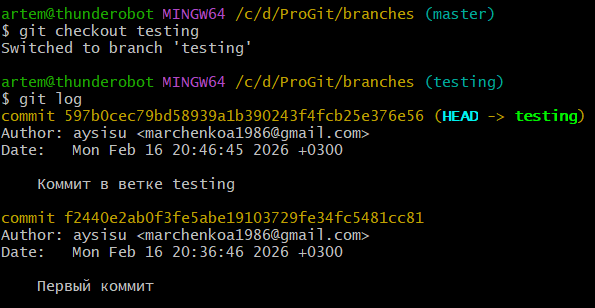 artem@thunderobot MINGW64 /c/d/ProGit/branches (master)
$ git checkout testing
Switched to branch 'testing'
artem@thunderobot MINGW64 /c/d/ProGit/branches (testing)
$ git log
commit 597b0cec79bd58939a1b390243f4fcb25e376e56 (HEAD -> testing)
Author: aysisu <marchenkoa1986@gmail.com>
Date:   Mon Feb 16 20:46:45 2026 +0300
    Коммит в ветке testing
commit f2440e2ab0f3fe5abe19103729fe34fc5481cc81
Author: aysisu <marchenkoa1986@gmail.com>
Date:   Mon Feb 16 20:36:46 2026 +0300
    Первый коммит